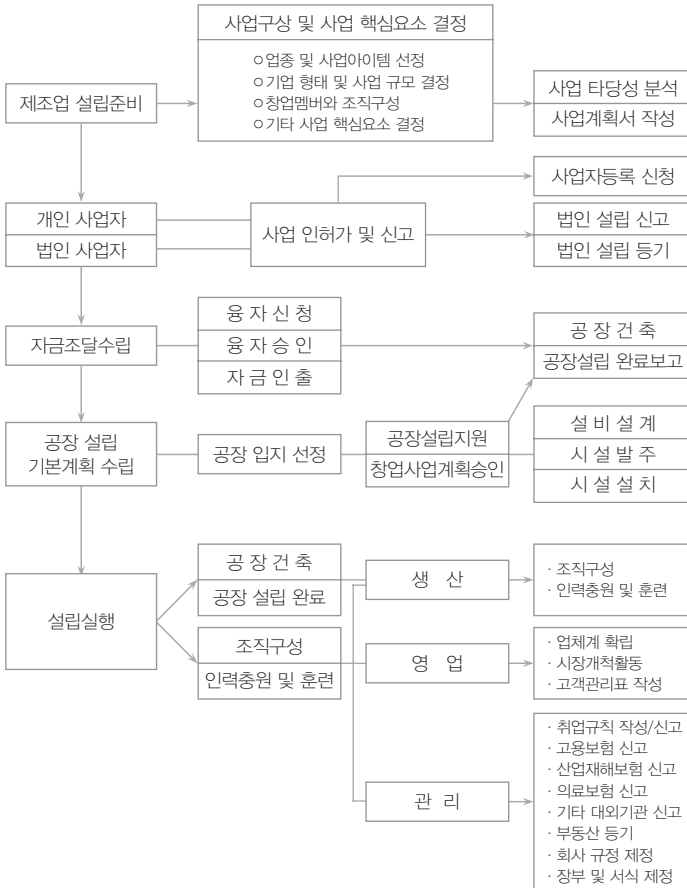 사업구상 및 사업 핵심요소 결정
ㅇ업종 및 사업아이템 선정
ㅇ기업 형태 및 사업 규모 결정
ㅇ창업멤버와 조직구성
ㅇ기타 사업 핵심요소 결정
제조업 설립준비
사업 타당성 분석
사업계획서 작성
사업자등록 신청
개인 사업자
법인 사업자
사업 인허가 및 신고
법인 설립 신고
법인 설립 등기
자금조달수립
융 자 신 청
융 자 승 인
자 금 인 출
공 장 건 축
공장설립 완료보고
공장 설립
기본계획 수립
공장 입지 선정
공장설립지원
창업사업계획승인
설 비 설 계
시 설 발 주
시 설 설 치
설립실행
공 장 건 축
공장 설립 완료
조직구성
인력충원 및 훈련
생 산
· 조직구성
· 인력충원 및 훈련
영 업
· 업체계 확립
· 시장개척활동
· 고객관리표 작성
관 리
· 취업규칙 작성/신고
· 고용보험 신고
· 산업재해보험 신고
· 의료보험 신고
· 기타 대외기관 신고
· 부동산 등기
· 회사 규정 제정
· 장부 및 서식 제정